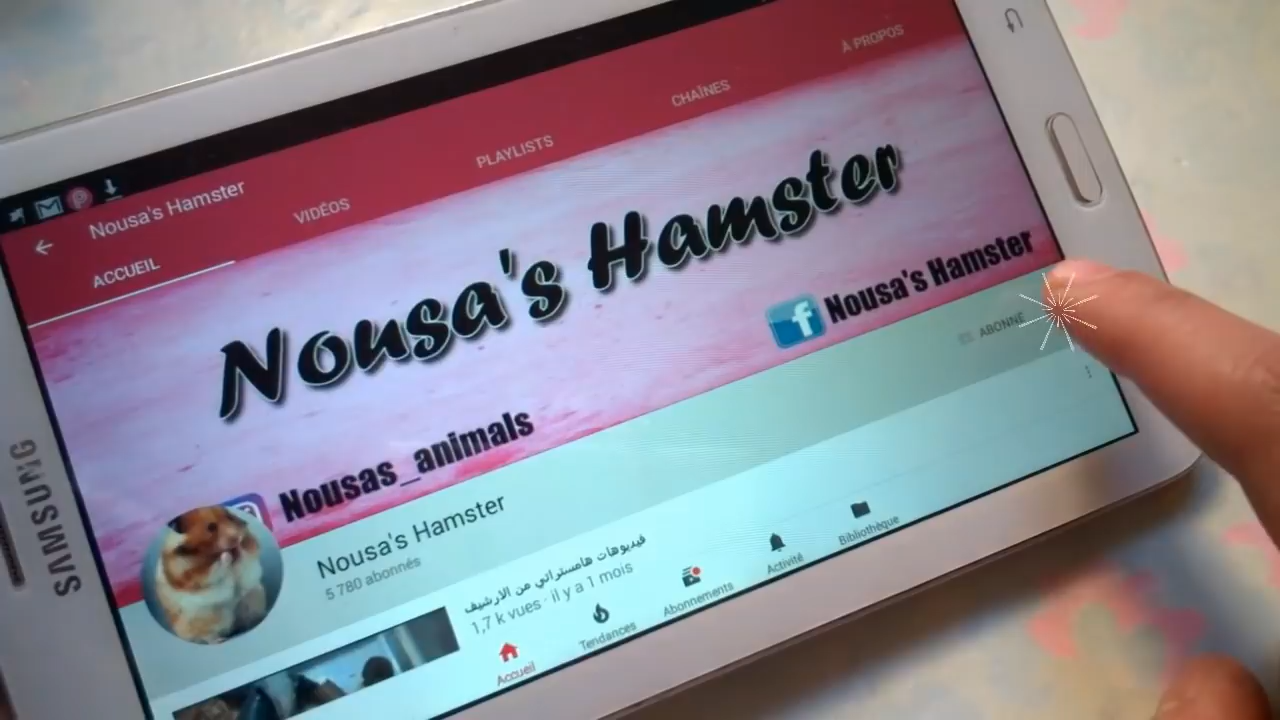 Nousa's Hamster
ACCUEIL
VIDÉOS
PLAYLISTS
CHAÎNES
À PROPOS
Nousa's Hamster
Nousa's Hamster
Nousas_animals
Nousa's Hamster
5 780 abonnés
ABONNÉ
فيديوهات هامستراتي من الارشيف
1,7 k vues · il y a 1 mois
Accueil
Tendances
Abonnements
Activité
Bibliothèque
SAMSUNG